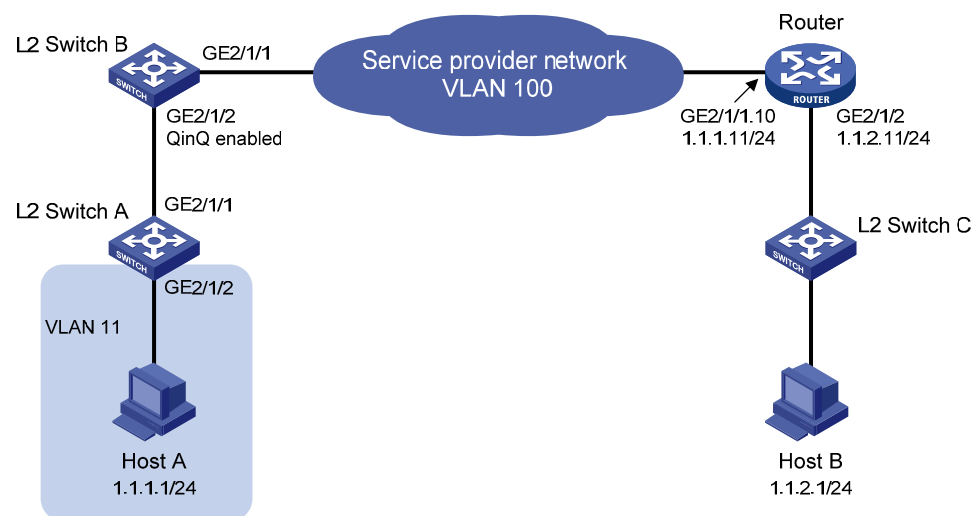 Router
L2 Switch B
GE2/1/1
Service provider network
VLAN 100
SWITCH
ROUTER
GE2/1/2
QinQ enabled
GE2/1/1.10
1.1.1.11/24
GE2/1/2
1.1.2.11/24
L2 Switch A
GE2/1/1
L2 Switch C
SWITCH
SWITCH
GE2/1/2
VLAN 11
Host A
1.1.1.1/24
Host B
1.1.2.1/24